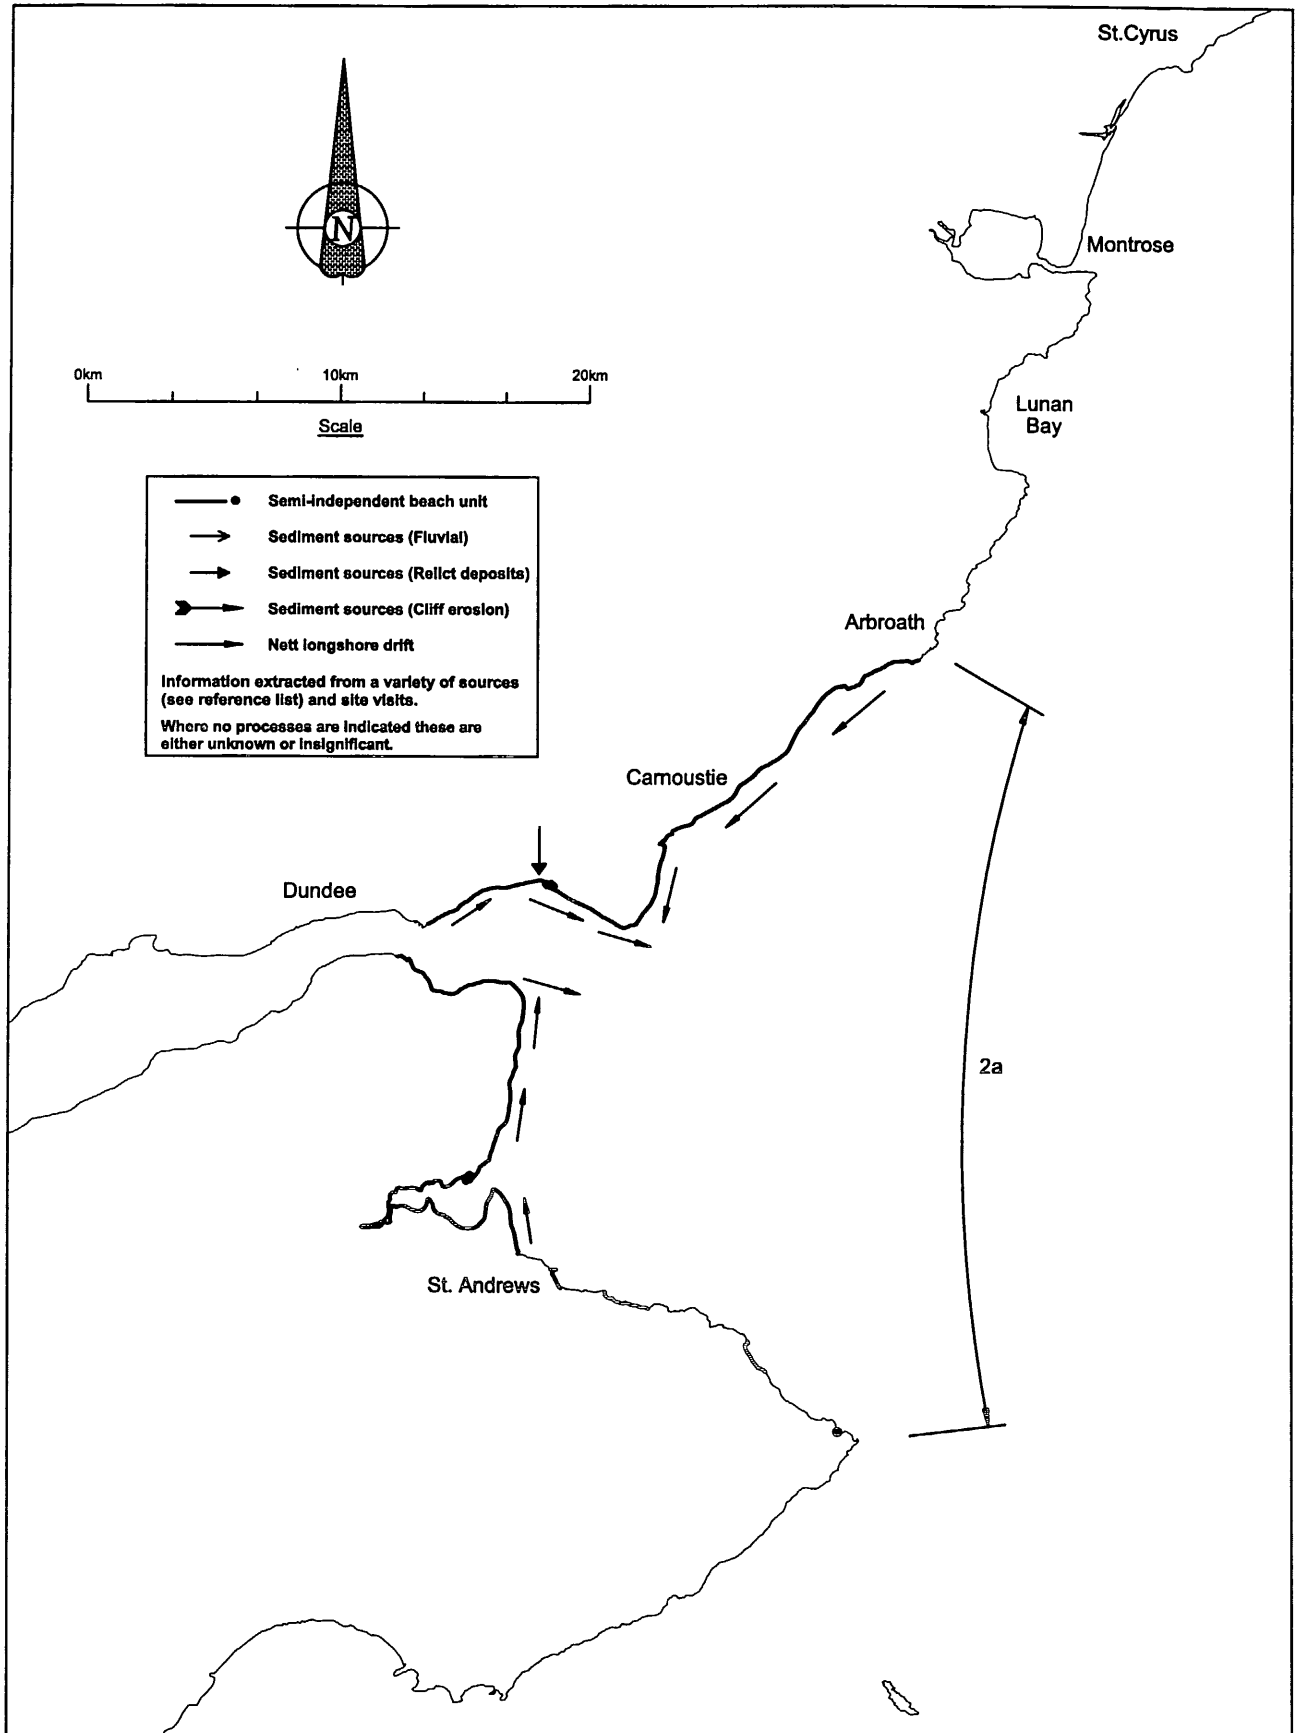 St.Cyrus
N
Montrose
0km 10km 20km
Scale
Lunan
Bay
Semi-independent beach unit
Sediment sources (Fluvial)
Sediment sources (Relict deposits)
Sediment sources (Cliff erosion)
Nett longshore drift
Information extracted from a variety of sources
(see reference list) and site visits.
Where no processes are indicated these are
either unknown or insignificant.
Arbroath
Carnoustie
Dundee
2a
St. Andrews